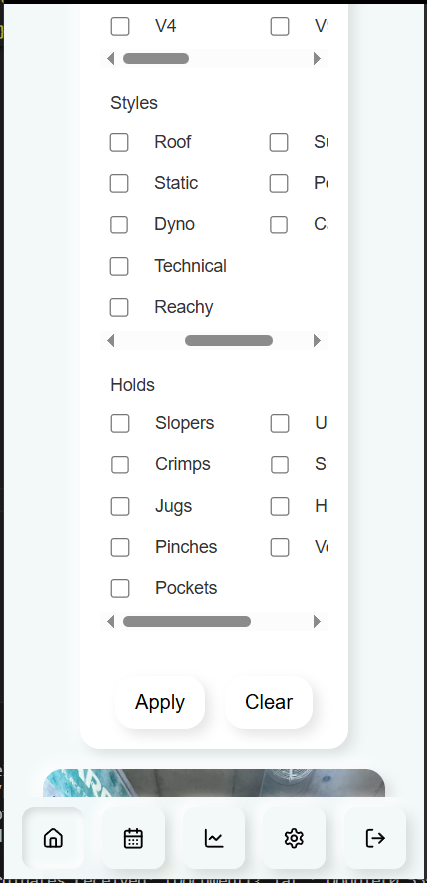 V4
Styles
Roof
Static
Dyno
Technical
Reachy
Holds
Slopers
Crimps
Jugs
Pinches
Pockets
Apply Clear